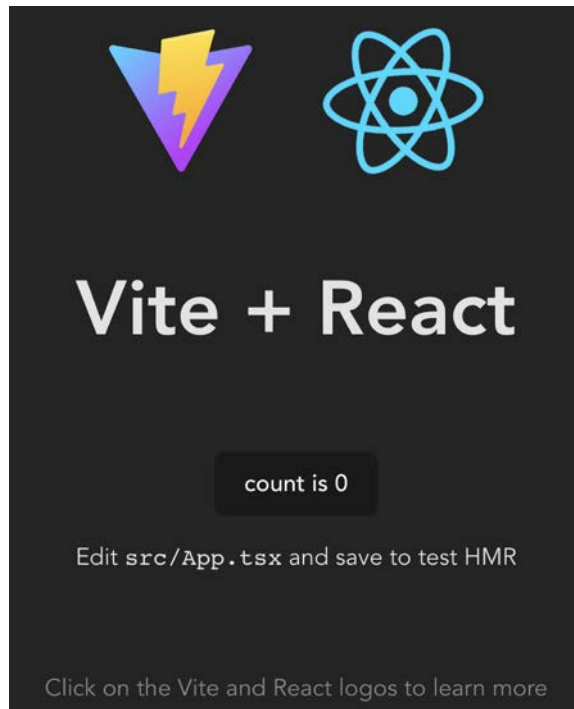 Vite + React
count is 0
Edit src/App.tsx and save to test HMR
Click on the Vite and React logos to learn more